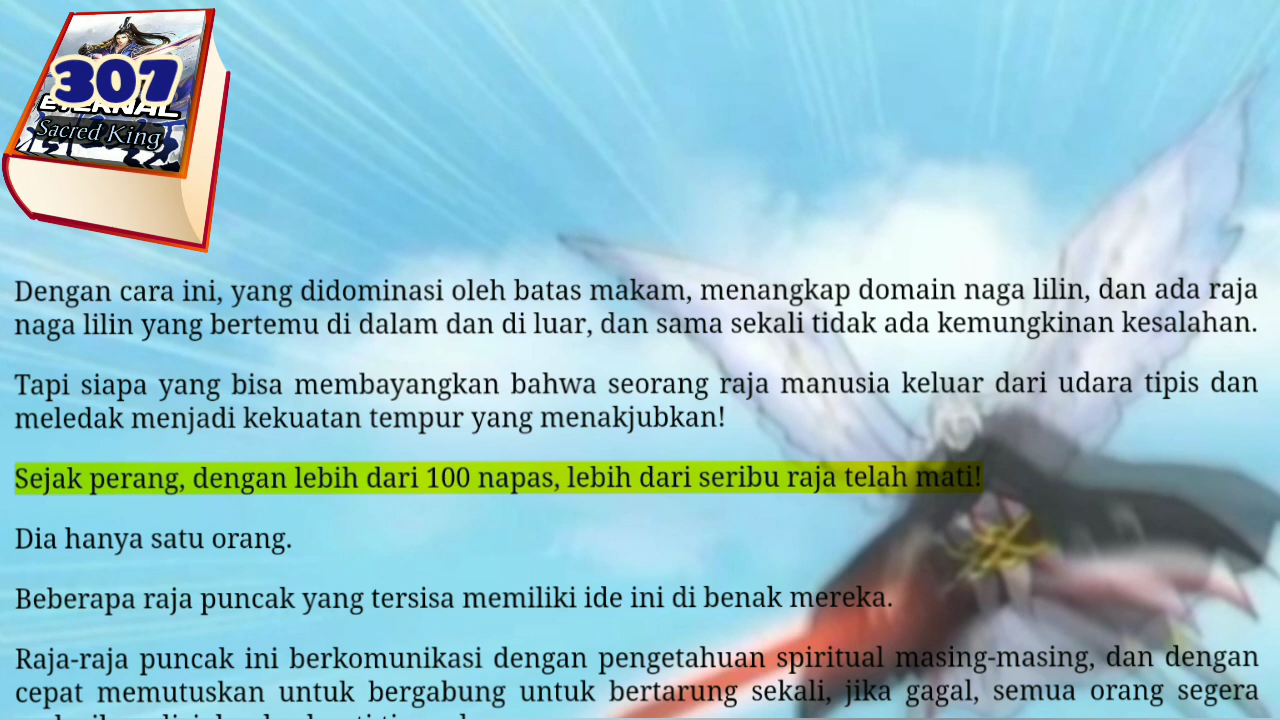 307
ETERNAL
Sacred King
Dengan cara ini, yang didominasi oleh batas makam, menangkap domain naga lilin, dan ada raja
naga lilin yang bertemu di dalam dan di luar, dan sama sekali tidak ada kemungkinan kesalahan.
Tapi siapa yang bisa membayangkan bahwa seorang raja manusia keluar dari udara tipis dan
meledak menjadi kekuatan tempur yang menakjubkan!
Sejak perang, dengan lebih dari 100 napas, lebih dari seribu raja telah mati!
Dia hanya satu orang.
Beberapa raja puncak yang tersisa memiliki ide ini di benak mereka.
Raja-raja puncak ini berkomunikasi dengan pengetahuan spiritual masing-masing, dan dengan
cepat memutuskan untuk bergabung untuk bertarung sekali, jika gagal, semua orang segera